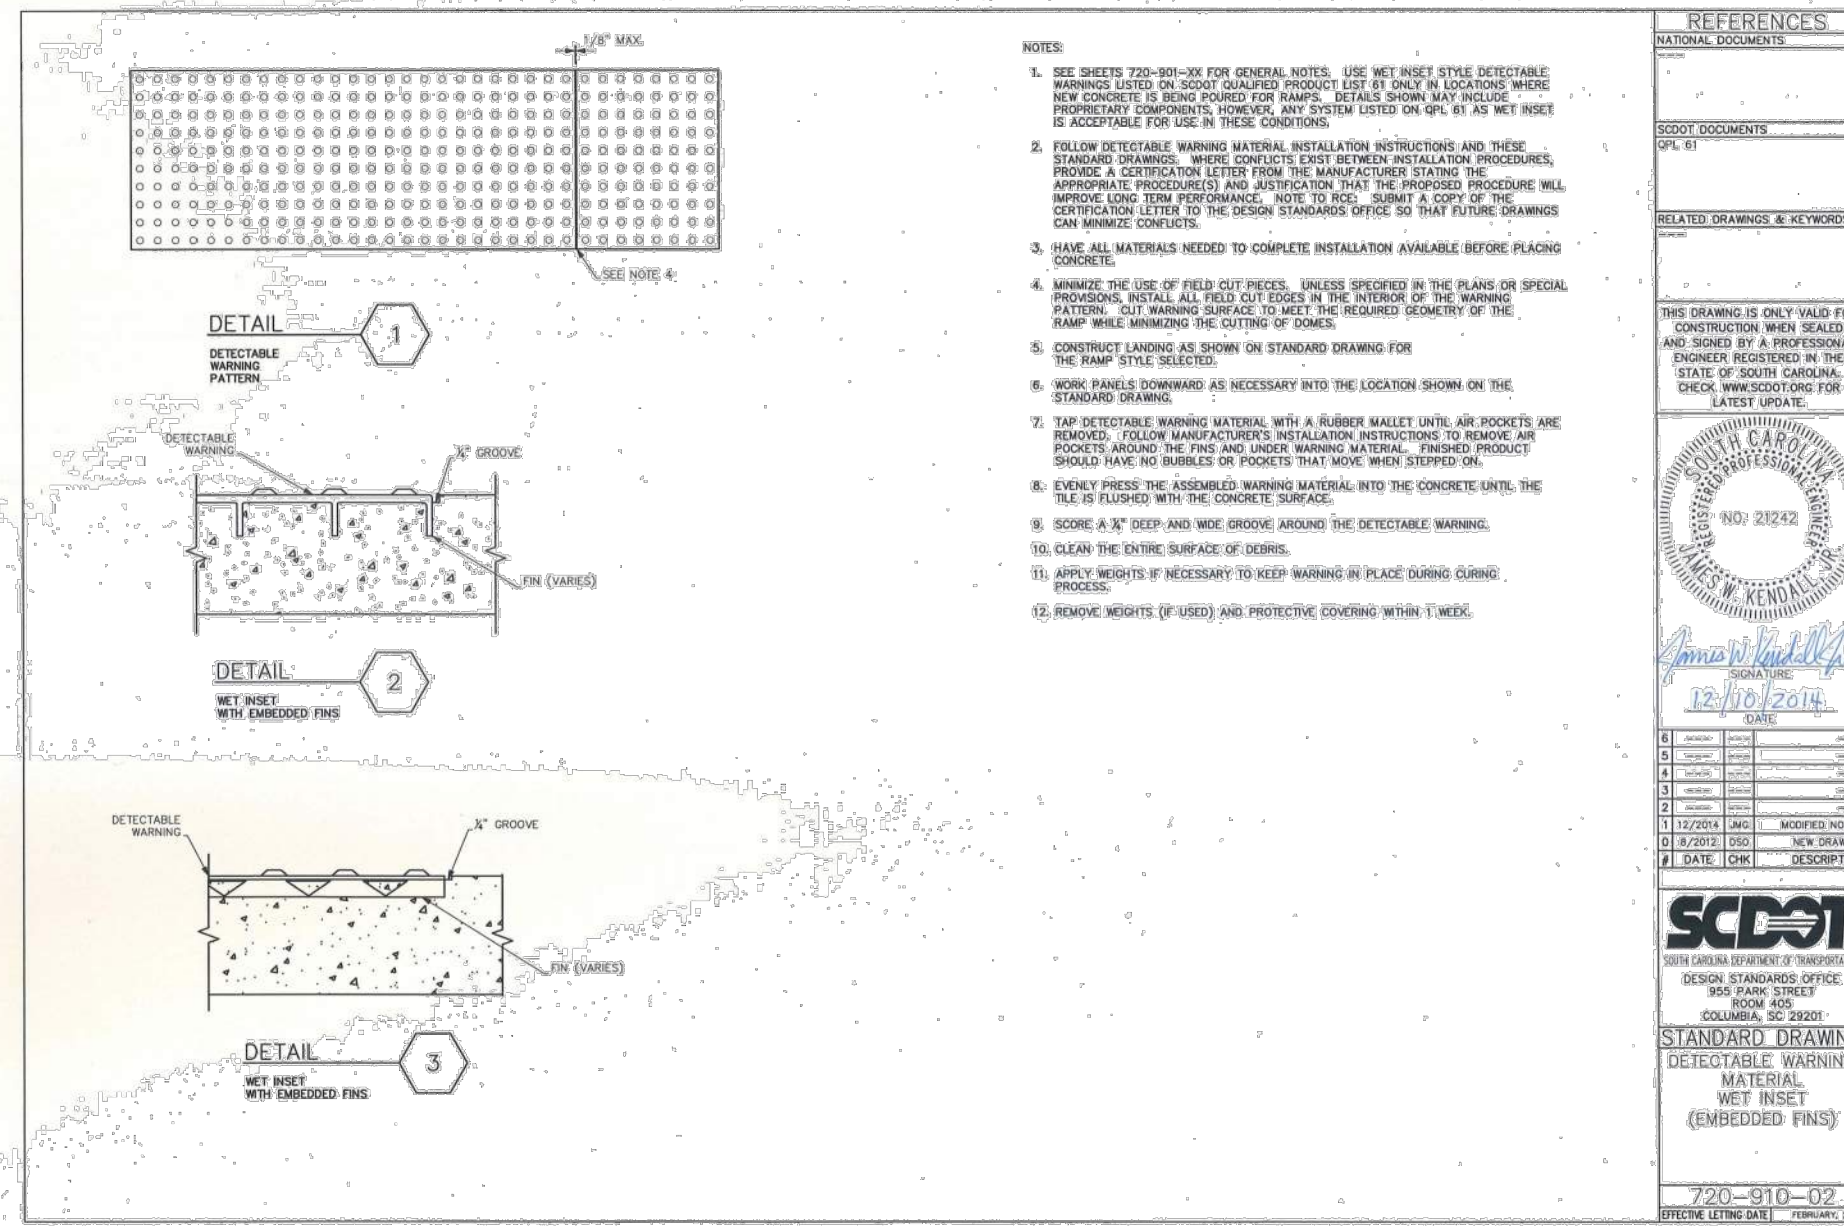 1/8" MAX.
SEE NOTE 4
DETAIL
1
DETECTABLE
WARNING
PATTERN
DETECTABLE
WARNING
¼" GROOVE
FIN (VARIES)
DETAIL
2
WET INSET
WITH EMBEDDED FINS
DETECTABLE
WARNING
¼" GROOVE
FIN (VARIES)
DETAIL
3
WET INSET
WITH EMBEDDED FINS
NOTES:
1. SEE SHEETS 720-901-XX FOR GENERAL NOTES. USE WET INSET STYLE DETECTABLE
WARNINGS LISTED ON SCDOT QUALIFIED PRODUCT LIST 61 ONLY IN LOCATIONS WHERE
NEW CONCRETE IS BEING POURED FOR RAMPS. DETAILS SHOWN MAY INCLUDE
PROPRIETARY COMPONENTS, HOWEVER, ANY SYSTEM LISTED ON QPL 61 AS WET INSET
IS ACCEPTABLE FOR USE IN THESE CONDITIONS.
2. FOLLOW DETECTABLE WARNING MATERIAL INSTALLATION INSTRUCTIONS AND THESE
STANDARD DRAWINGS. WHERE CONFLICTS EXIST BETWEEN INSTALLATION PROCEDURES,
PROVIDE A CERTIFICATION LETTER FROM THE MANUFACTURER STATING THE
APPROPRIATE PROCEDURE(S) AND JUSTIFICATION THAT THE PROPOSED PROCEDURE WILL
IMPROVE LONG TERM PERFORMANCE. NOTE TO RCE: SUBMIT A COPY OF THE
CERTIFICATION LETTER TO THE DESIGN STANDARDS OFFICE SO THAT FUTURE DRAWINGS
CAN MINIMIZE CONFLICTS.
3. HAVE ALL MATERIALS NEEDED TO COMPLETE INSTALLATION AVAILABLE BEFORE PLACING
CONCRETE.
4. MINIMIZE THE USE OF FIELD CUT PIECES. UNLESS SPECIFIED IN THE PLANS OR SPECIAL
PROVISIONS, INSTALL ALL FIELD CUT EDGES IN THE INTERIOR OF THE WARNING
PATTERN. CUT WARNING SURFACE TO MEET THE REQUIRED GEOMETRY OF THE
RAMP WHILE MINIMIZING THE CUTTING OF DOMES.
5. CONSTRUCT LANDING AS SHOWN ON STANDARD DRAWING FOR
THE RAMP STYLE SELECTED.
6. WORK PANELS DOWNWARD AS NECESSARY INTO THE LOCATION SHOWN ON THE
STANDARD DRAWING.
7. TAP DETECTABLE WARNING MATERIAL WITH A RUBBER MALLET UNTIL AIR POCKETS ARE
REMOVED. FOLLOW MANUFACTURER'S INSTALLATION INSTRUCTIONS TO REMOVE AIR
POCKETS AROUND THE FINS AND UNDER WARNING MATERIAL. FINISHED PRODUCT
SHOULD HAVE NO BUBBLES OR POCKETS THAT MOVE WHEN STEPPED ON.
8. EVENLY PRESS THE ASSEMBLED WARNING MATERIAL INTO THE CONCRETE UNTIL THE
TILE IS FLUSHED WITH THE CONCRETE SURFACE.
9. SCORE A ¼" DEEP AND WIDE GROOVE AROUND THE DETECTABLE WARNING.
10. CLEAN THE ENTIRE SURFACE OF DEBRIS.
11. APPLY WEIGHTS IF NECESSARY TO KEEP WARNING IN PLACE DURING CURING
PROCESS.
12. REMOVE WEIGHTS (IF USED) AND PROTECTIVE COVERING WITHIN 1 WEEK.
REFERENCES
NATIONAL DOCUMENTS
SCDOT DOCUMENTS
QPL 61
RELATED DRAWINGS & KEYWORDS
THIS DRAWING IS ONLY VALID F
CONSTRUCTION WHEN SEALED
AND SIGNED BY A PROFESSIONA
ENGINEER REGISTERED IN THE
STATE OF SOUTH CAROLINA.
CHECK WWW.SCDOT.ORG FOR
LATEST UPDATE.
SOUTH CAROLINA
REGISTERED PROFESSIONAL ENGINEER
NO. 21242
JAMES W. KENDALL, JR.
James W Kendall Jr
SIGNATURE
12/10/2014
DATE
6
5
4
3
2
1 12/2014 JMG MODIFIED NO
0 8/2012 DSO NEW DRAW
# DATE CHK DESCRIPT
SCDOT
SOUTH CAROLINA DEPARTMENT OF TRANSPORTA
DESIGN STANDARDS OFFICE
955 PARK STREET
ROOM 405
COLUMBIA, SC 29201
STANDARD DRAWIN
DETECTABLE WARNIN
MATERIAL
WET INSET
(EMBEDDED FINS)
720-910-02
EFFECTIVE LETTING DATE FEBRUARY,